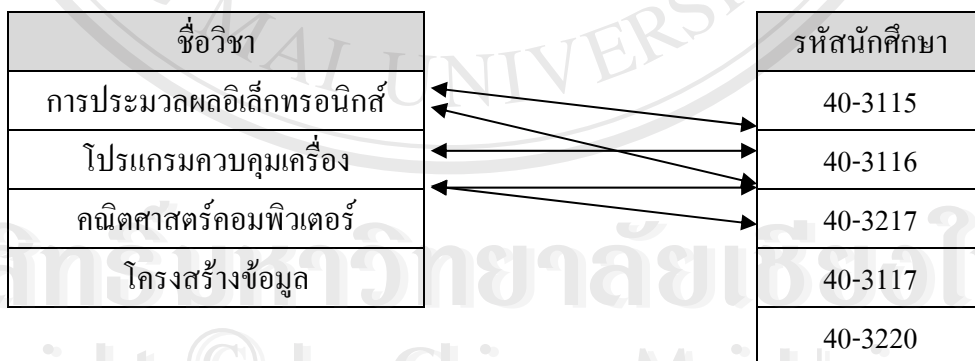 ชื่อวิชา
การประมวลผลอิเล็กทรอนิกส์
โปรแกรมควบคุมเครื่อง
คณิตศาสตร์คอมพิวเตอร์
โครงสร้างข้อมูล
รหัสนักศึกษา
40-3115
40-3116
40-3217
40-3117
40-3220